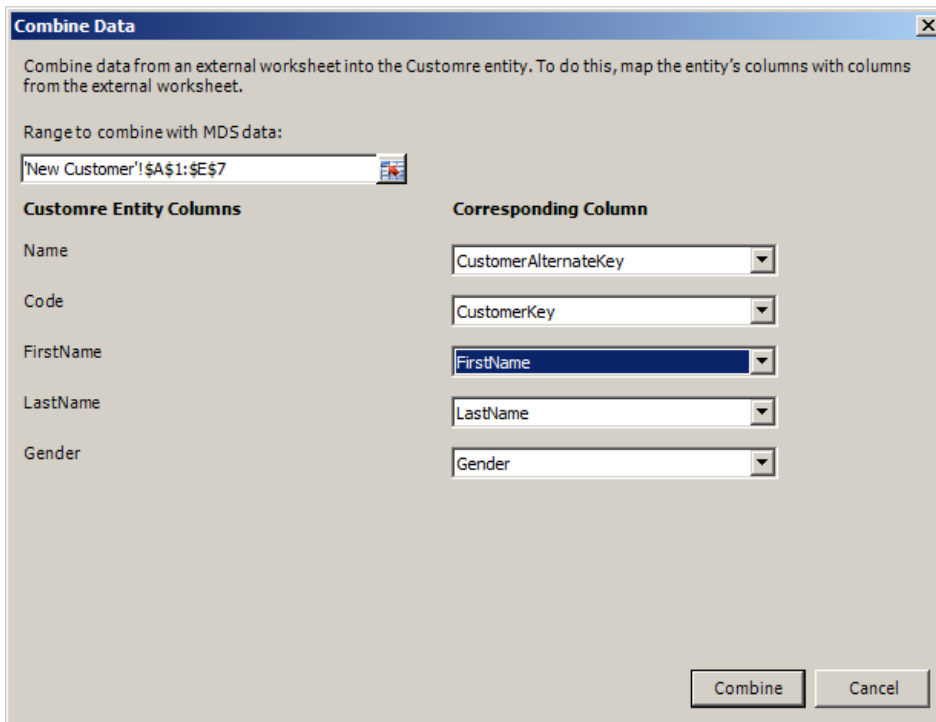 Combine Data
Combine data from an external worksheet into the Customre entity. To do this, map the entity's columns with columns
from the external worksheet.
Range to combine with MDS data:
'New Customer'!$A$1:$E$7
Customre Entity Columns Corresponding Column
Name CustomerAlternateKey
Code CustomerKey
FirstName FirstName
LastName LastName
Gender Gender
Combine Cancel